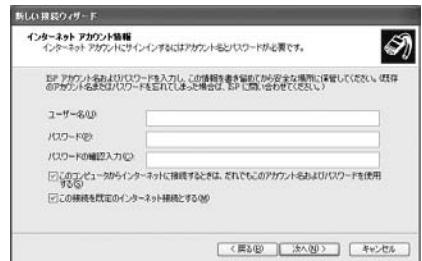 新しい接続ウィザード
インターネット アカウント情報
インターネット アカウントにサインインするにはアカウント名とパスワードが必要です。
ISP アカウント名およびパスワードを入力し、この情報を書き留めてから安全な場所に保管してください。(既存
のアカウント名またはパスワードを忘れてしまった場合は、ISP に問い合わせてください。)
ユーザー名(U):
パスワード(P):
パスワードの確認入力(C):
このコンピュータからインターネットに接続するときは、だれでもこのアカウント名およびパスワードを使用
する(S)
この接続を既定のインターネット接続とする(M)
< 戻る(B)
次へ(N) >
キャンセル